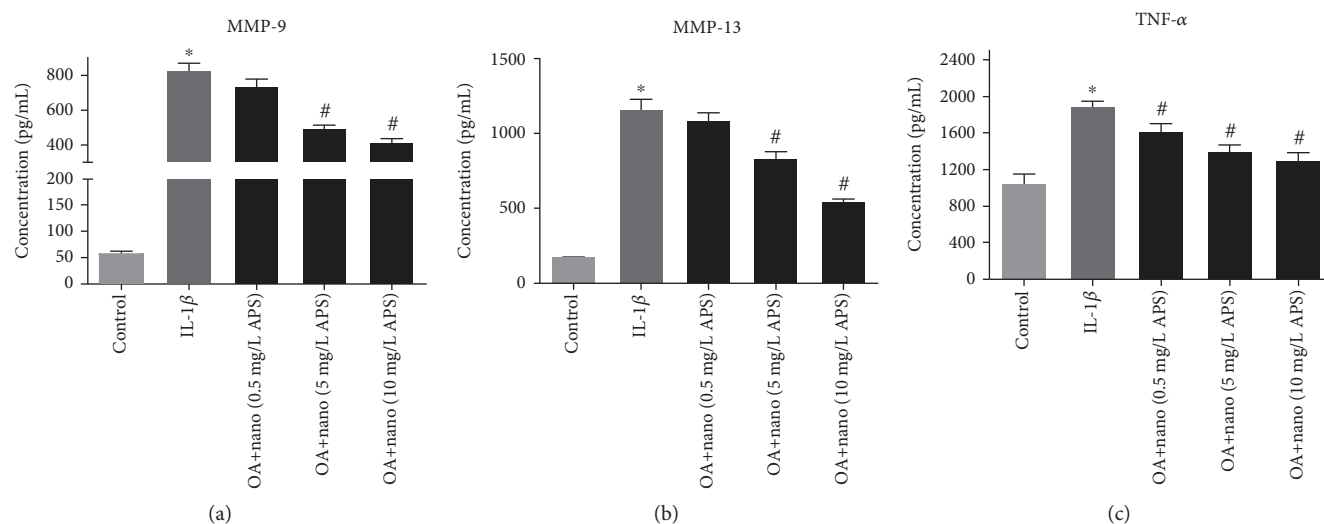 MMP-9
Concentration (pg/mL)
800
600
400
200
150
100
50
0
*
#
#
Control
IL-1β
OA+nano (0.5 mg/L APS)
OA+nano (5 mg/L APS)
OA+nano (10 mg/L APS)
(a)
MMP-13
Concentration (pg/mL)
1500
1000
500
0
*
#
#
Control
IL-1β
OA+nano (0.5 mg/L APS)
OA+nano (5 mg/L APS)
OA+nano (10 mg/L APS)
(b)
TNF-α
Concentration (pg/mL)
2400
2000
1600
1200
800
400
0
*
#
#
#
Control
IL-1β
OA+nano (0.5 mg/L APS)
OA+nano (5 mg/L APS)
OA+nano (10 mg/L APS)
(c)